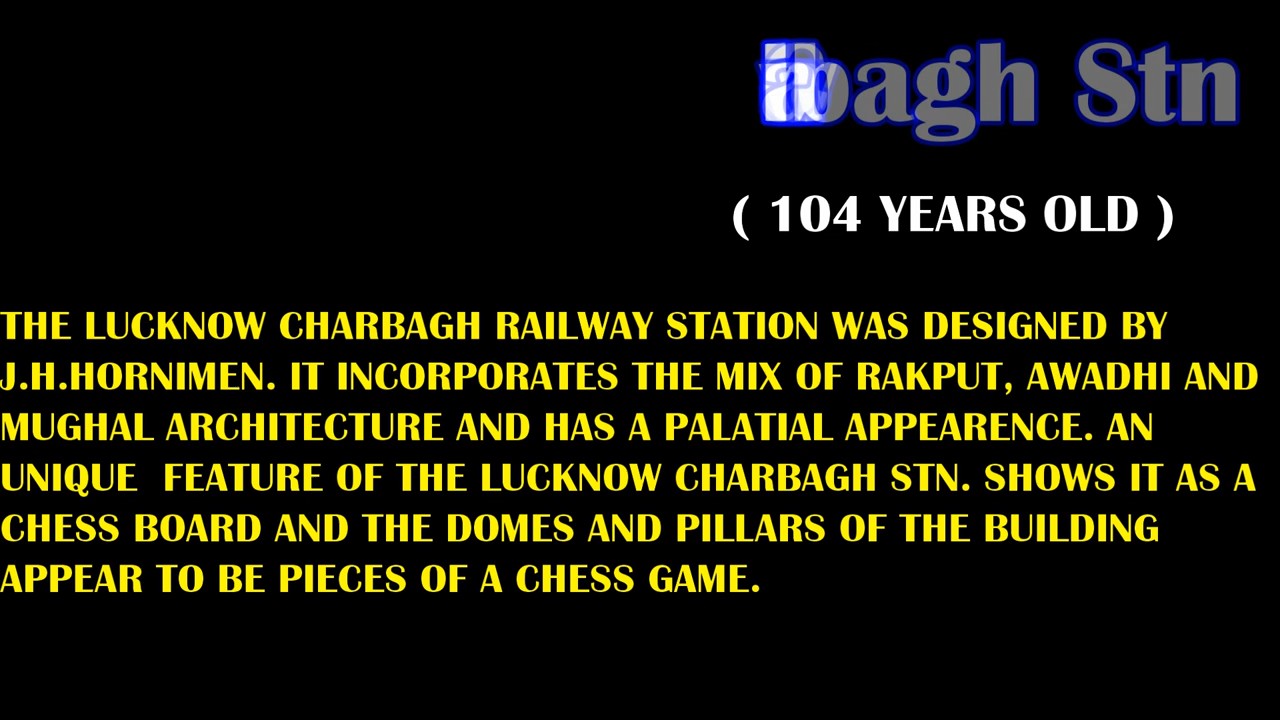 bagh Stn
( 104 YEARS OLD )
THE LUCKNOW CHARBAGH RAILWAY STATION WAS DESIGNED BY
J.H.HORNIMEN. IT INCORPORATES THE MIX OF RAKPUT, AWADHI AND
MUGHAL ARCHITECTURE AND HAS A PALATIAL APPEARENCE. AN
UNIQUE  FEATURE OF THE LUCKNOW CHARBAGH STN. SHOWS IT AS A
CHESS BOARD AND THE DOMES AND PILLARS OF THE BUILDING
APPEAR TO BE PIECES OF A CHESS GAME.